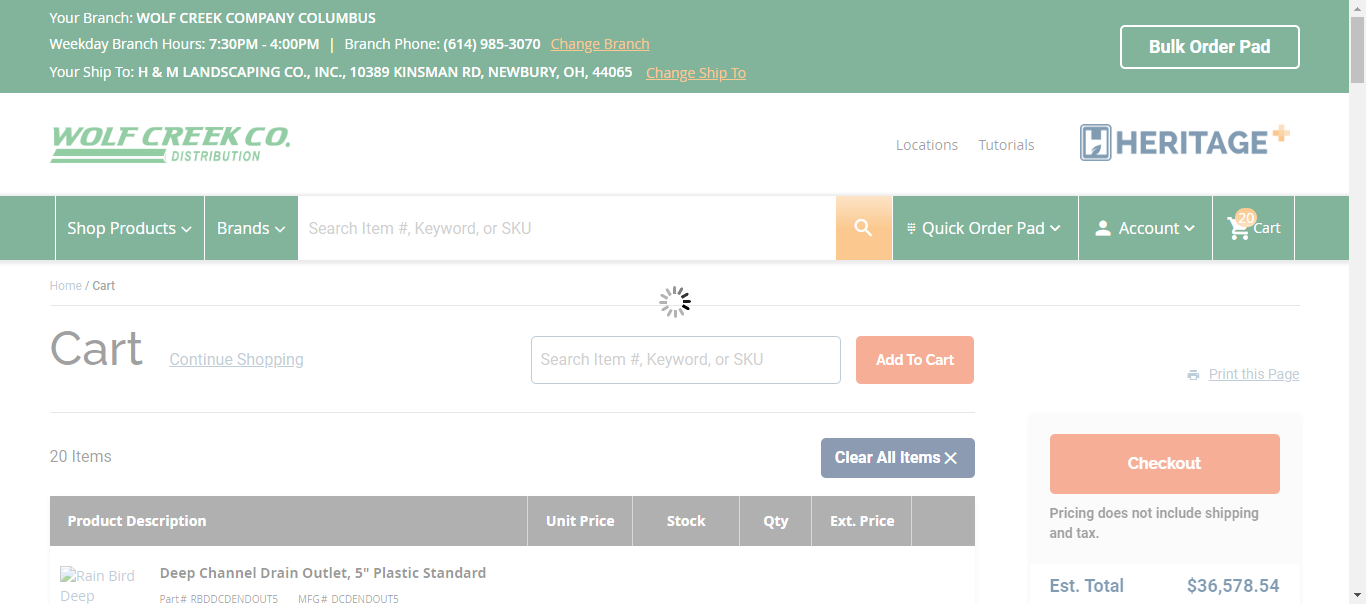 Your Branch: WOLF CREEK COMPANY COLUMBUS
Weekday Branch Hours: 7:30PM - 4:00PM | Branch Phone: (614) 985-3070 Change Branch
Your Ship To: H & M LANDSCAPING CO., INC., 10389 KINSMAN RD, NEWBURY, OH, 44065 Change Ship To
Bulk Order Pad
WOLF CREEK CO.
DISTRIBUTION
Locations Tutorials
HERITAGE+
Shop Products Brands Search Item #, Keyword, or SKU Quick Order Pad Account 20 Cart
Home / Cart
Cart Continue Shopping Search Item #, Keyword, or SKU Add To Cart
Print this Page
20 Items Clear All Items
Checkout
Pricing does not include shipping
and tax.
Est. Total $36,578.54
Product Description Unit Price Stock Qty Ext. Price
Rain Bird
Deep
Deep Channel Drain Outlet, 5" Plastic Standard
Part# RBDDCDENDOUT5 MFG# DCDENDOUT5